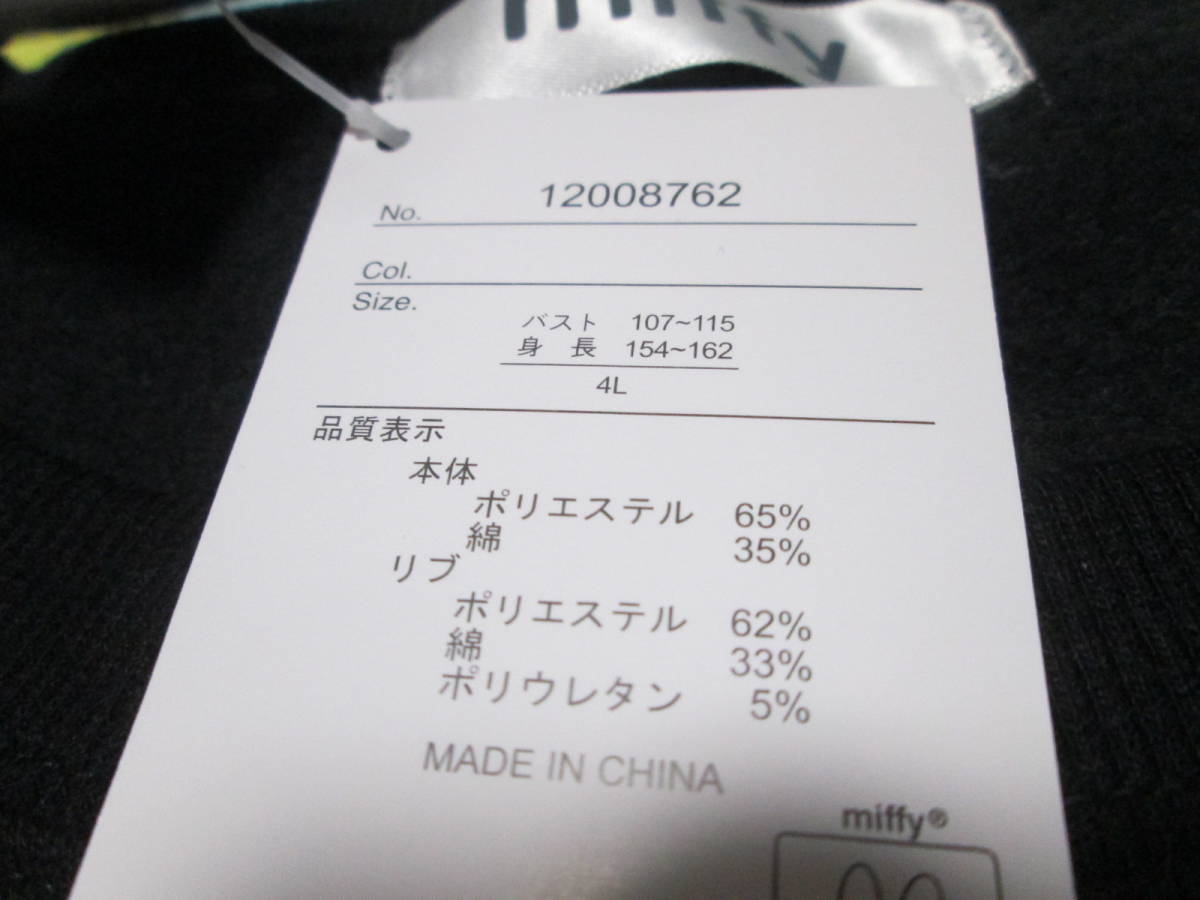 miffy
No. 12008762
Col.
Size.
バスト 107~115
身 長 154~162
4L
品質表示
本体
ポリエステル 65%
綿 35%
リブ
ポリエステル 62%
綿 33%
ポリウレタン 5%
MADE IN CHINA
miffy®